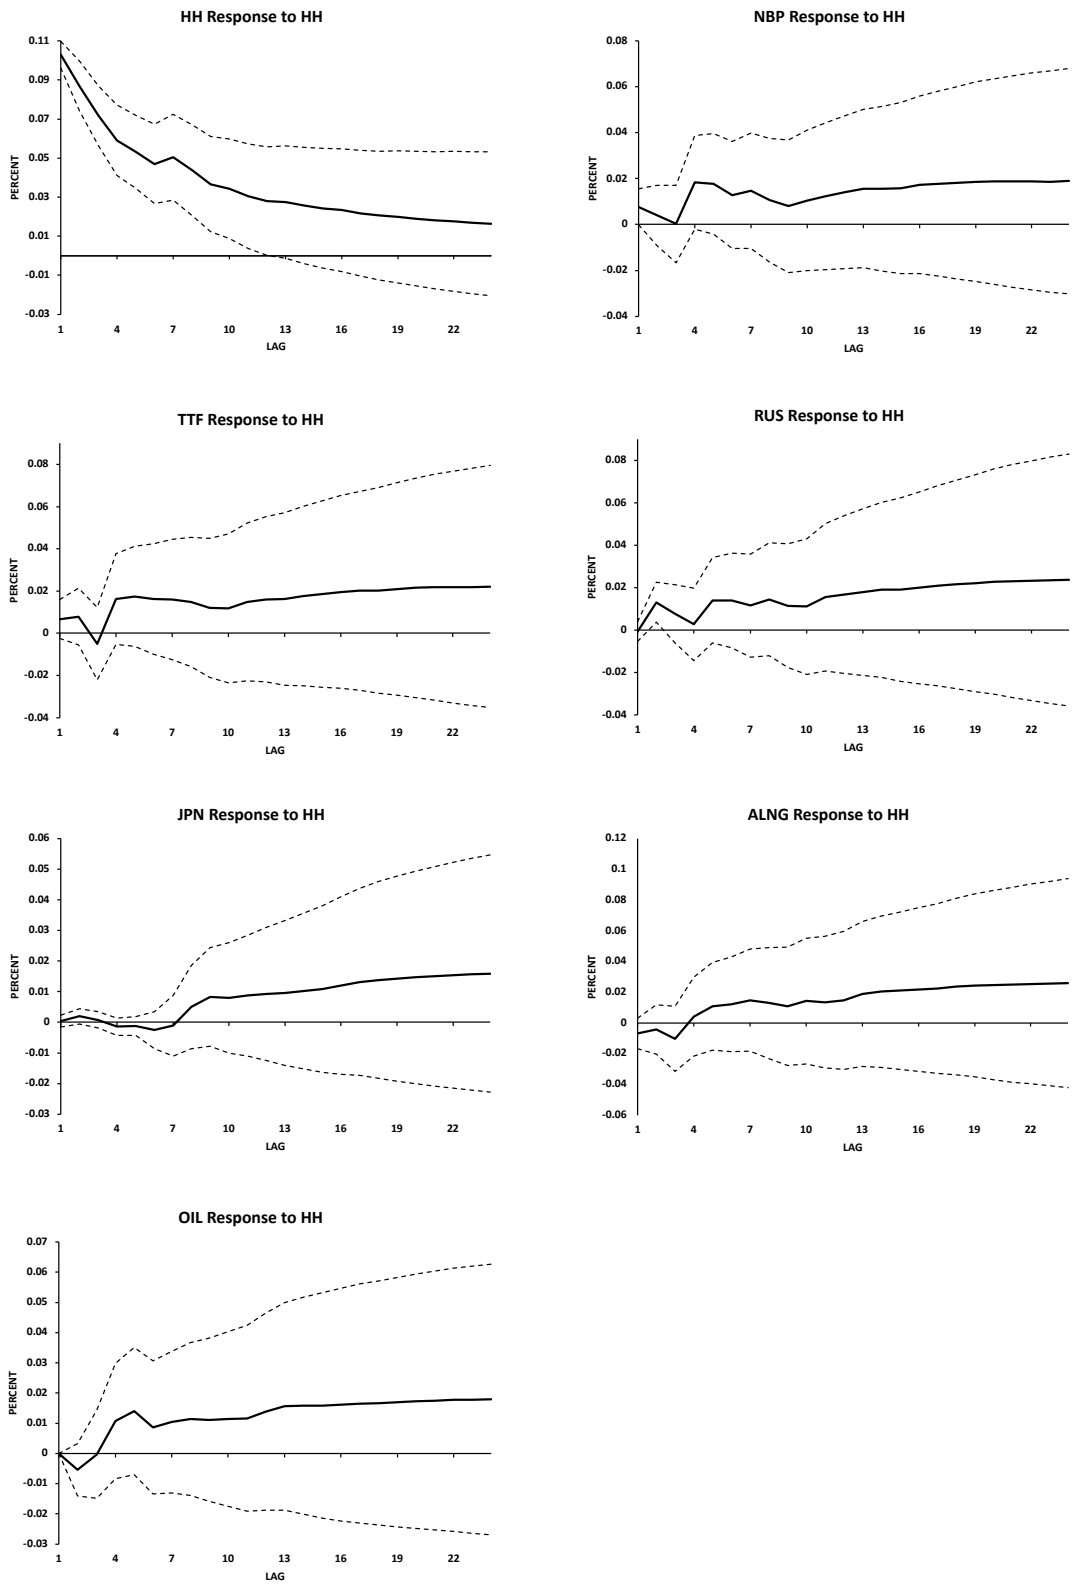 HH Response to HH
0.11
0.09
0.07
0.05
0.03
0.01
-0.01
-0.03
PERCENT
1 4 7 10 13 16 19 22
LAG
NBP Response to HH
0.08
0.06
0.04
0.02
0
-0.02
-0.04
PERCENT
1 4 7 10 13 16 19 22
LAG
TTF Response to HH
0.08
0.06
0.04
0.02
0
-0.02
-0.04
PERCENT
1 4 7 10 13 16 19 22
LAG
RUS Response to HH
0.08
0.06
0.04
0.02
0
-0.02
-0.04
PERCENT
1 4 7 10 13 16 19 22
LAG
JPN Response to HH
0.06
0.05
0.04
0.03
0.02
0.01
0
-0.01
-0.02
-0.03
PERCENT
1 4 7 10 13 16 19 22
LAG
ALNG Response to HH
0.12
0.1
0.08
0.06
0.04
0.02
0
-0.02
-0.04
-0.06
PERCENT
1 4 7 10 13 16 19 22
LAG
OIL Response to HH
0.07
0.06
0.05
0.04
0.03
0.02
0.01
0
-0.01
-0.02
-0.03
PERCENT
1 4 7 10 13 16 19 22
LAG